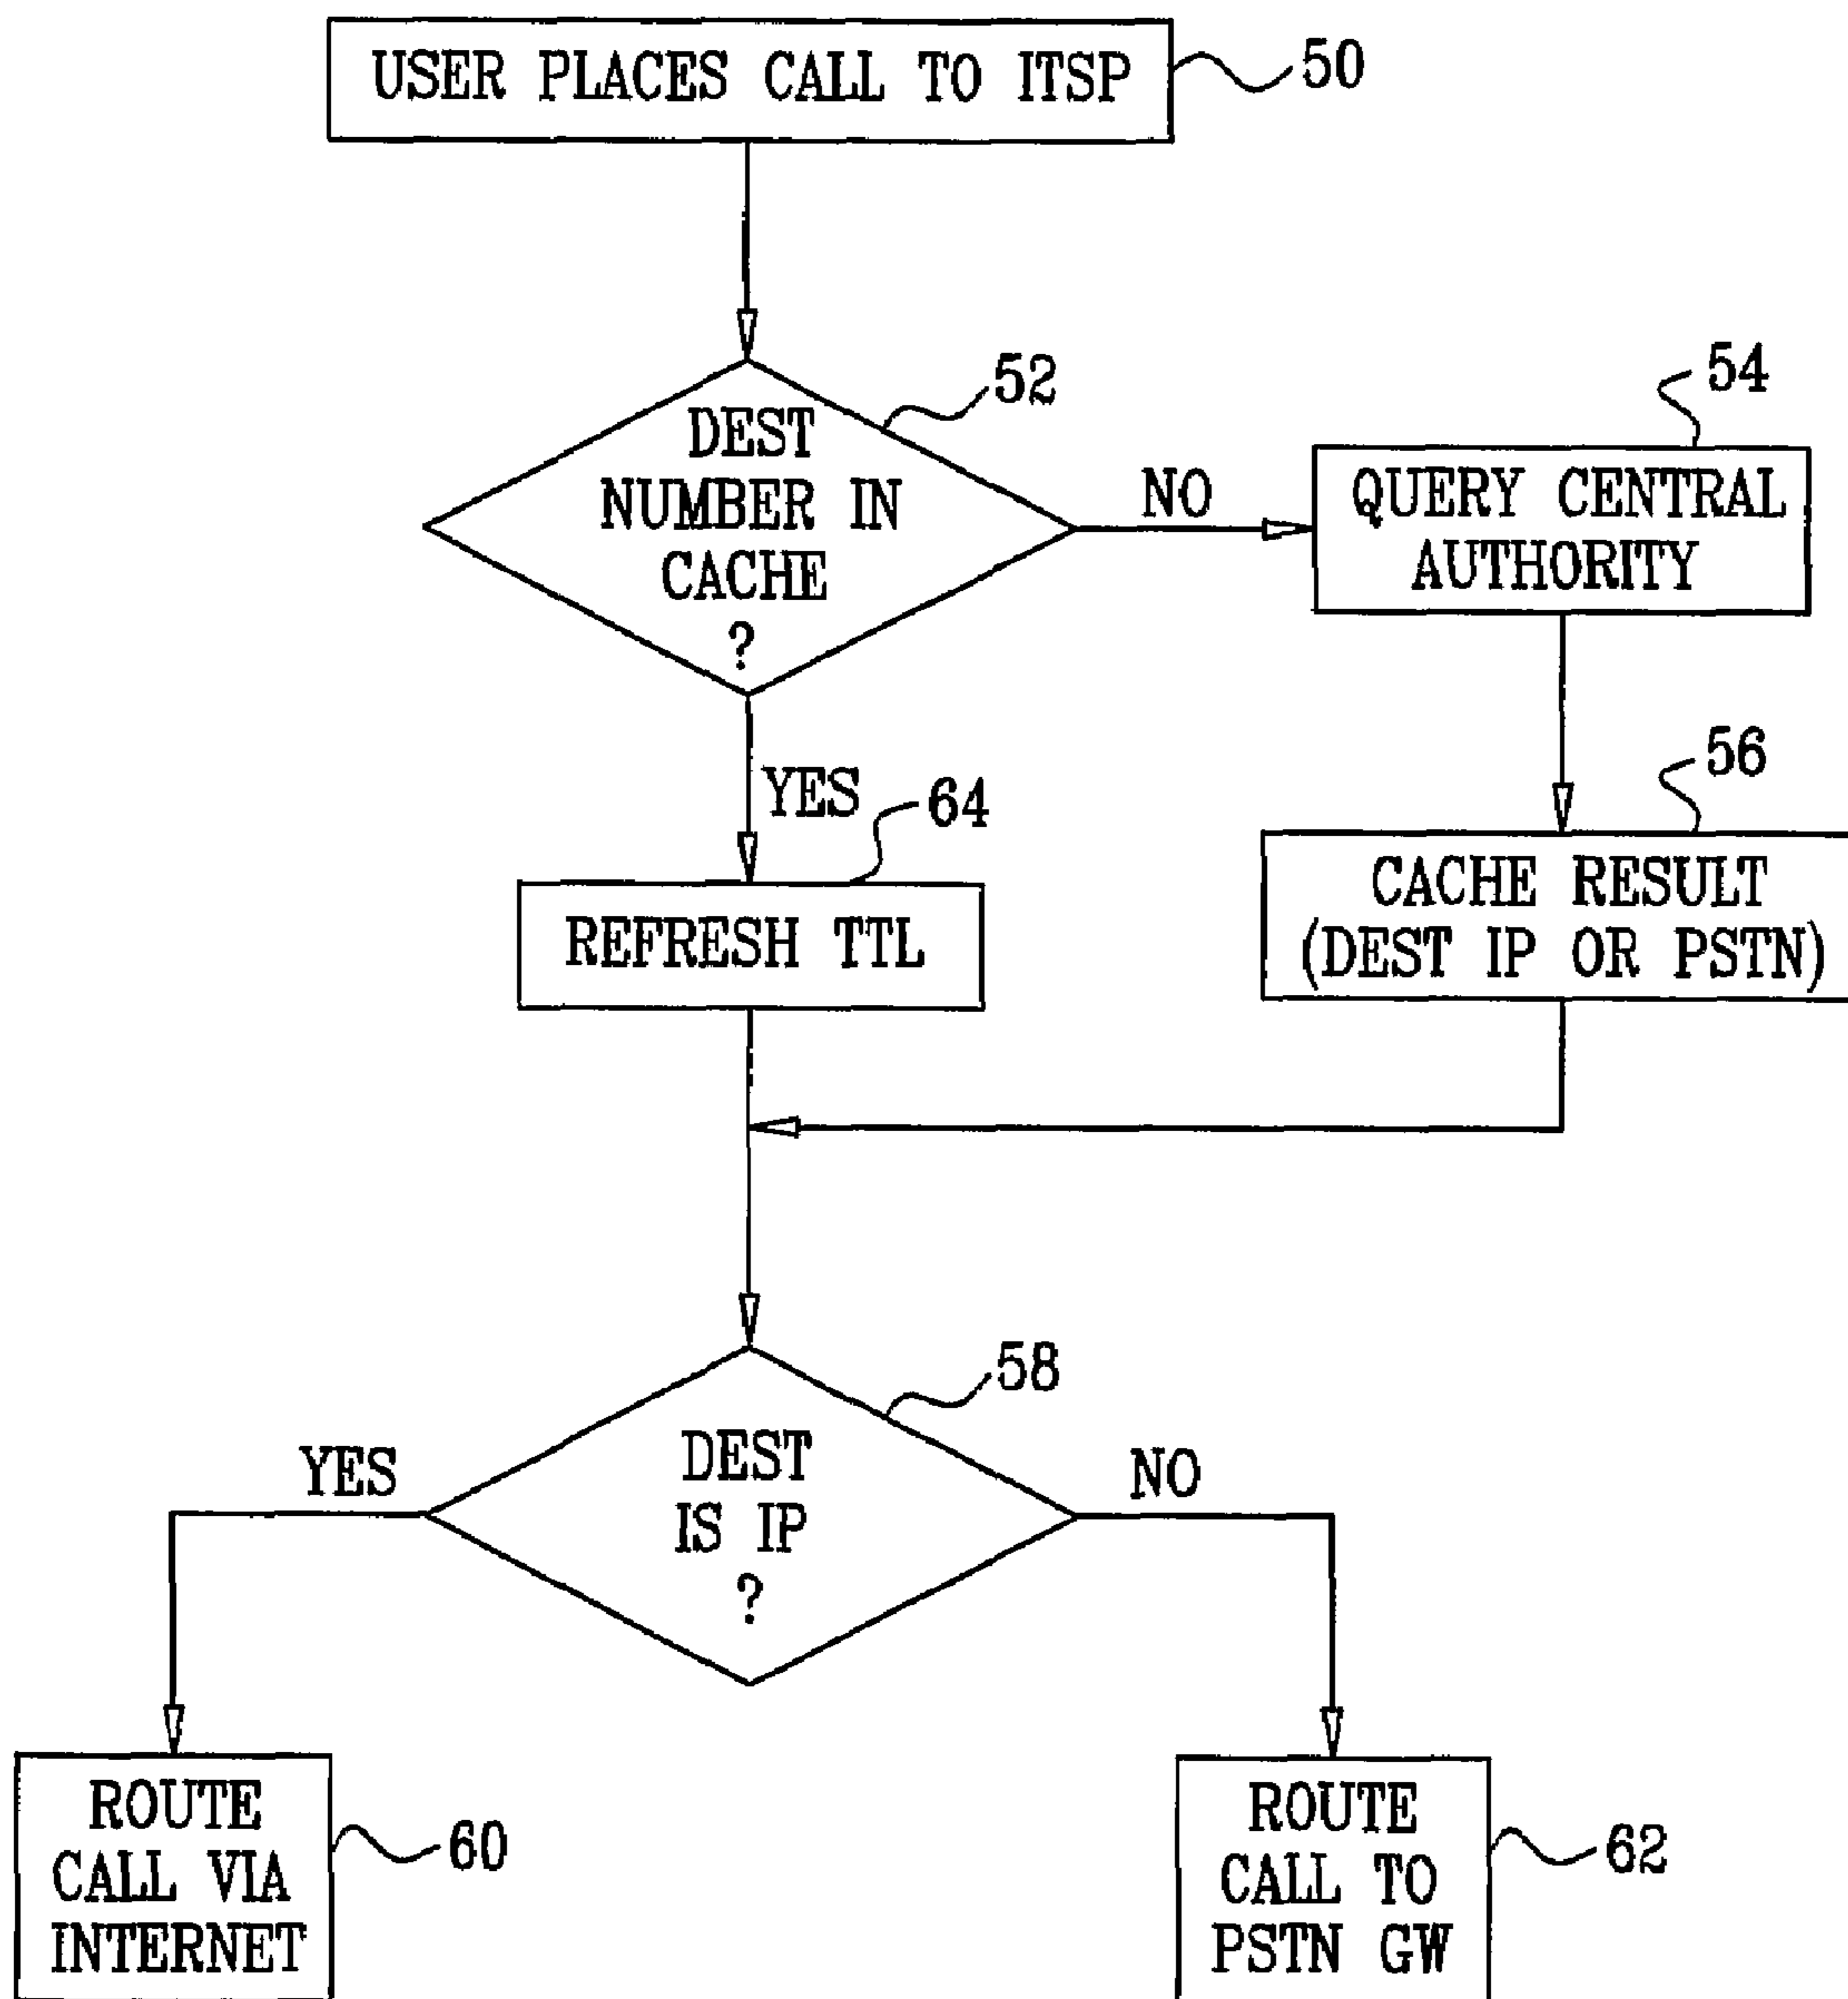 USER PLACES CALL TO ITSP
50
DEST
NUMBER IN
CACHE
?
52
NO
54
QUERY CENTRAL
AUTHORITY
YES
64
REFRESH TTL
56
CACHE RESULT
(DEST IP OR PSTN)
58
DEST
IS IP
?
YES
NO
ROUTE
CALL VIA
INTERNET
60
ROUTE
CALL TO
PSTN GW
62